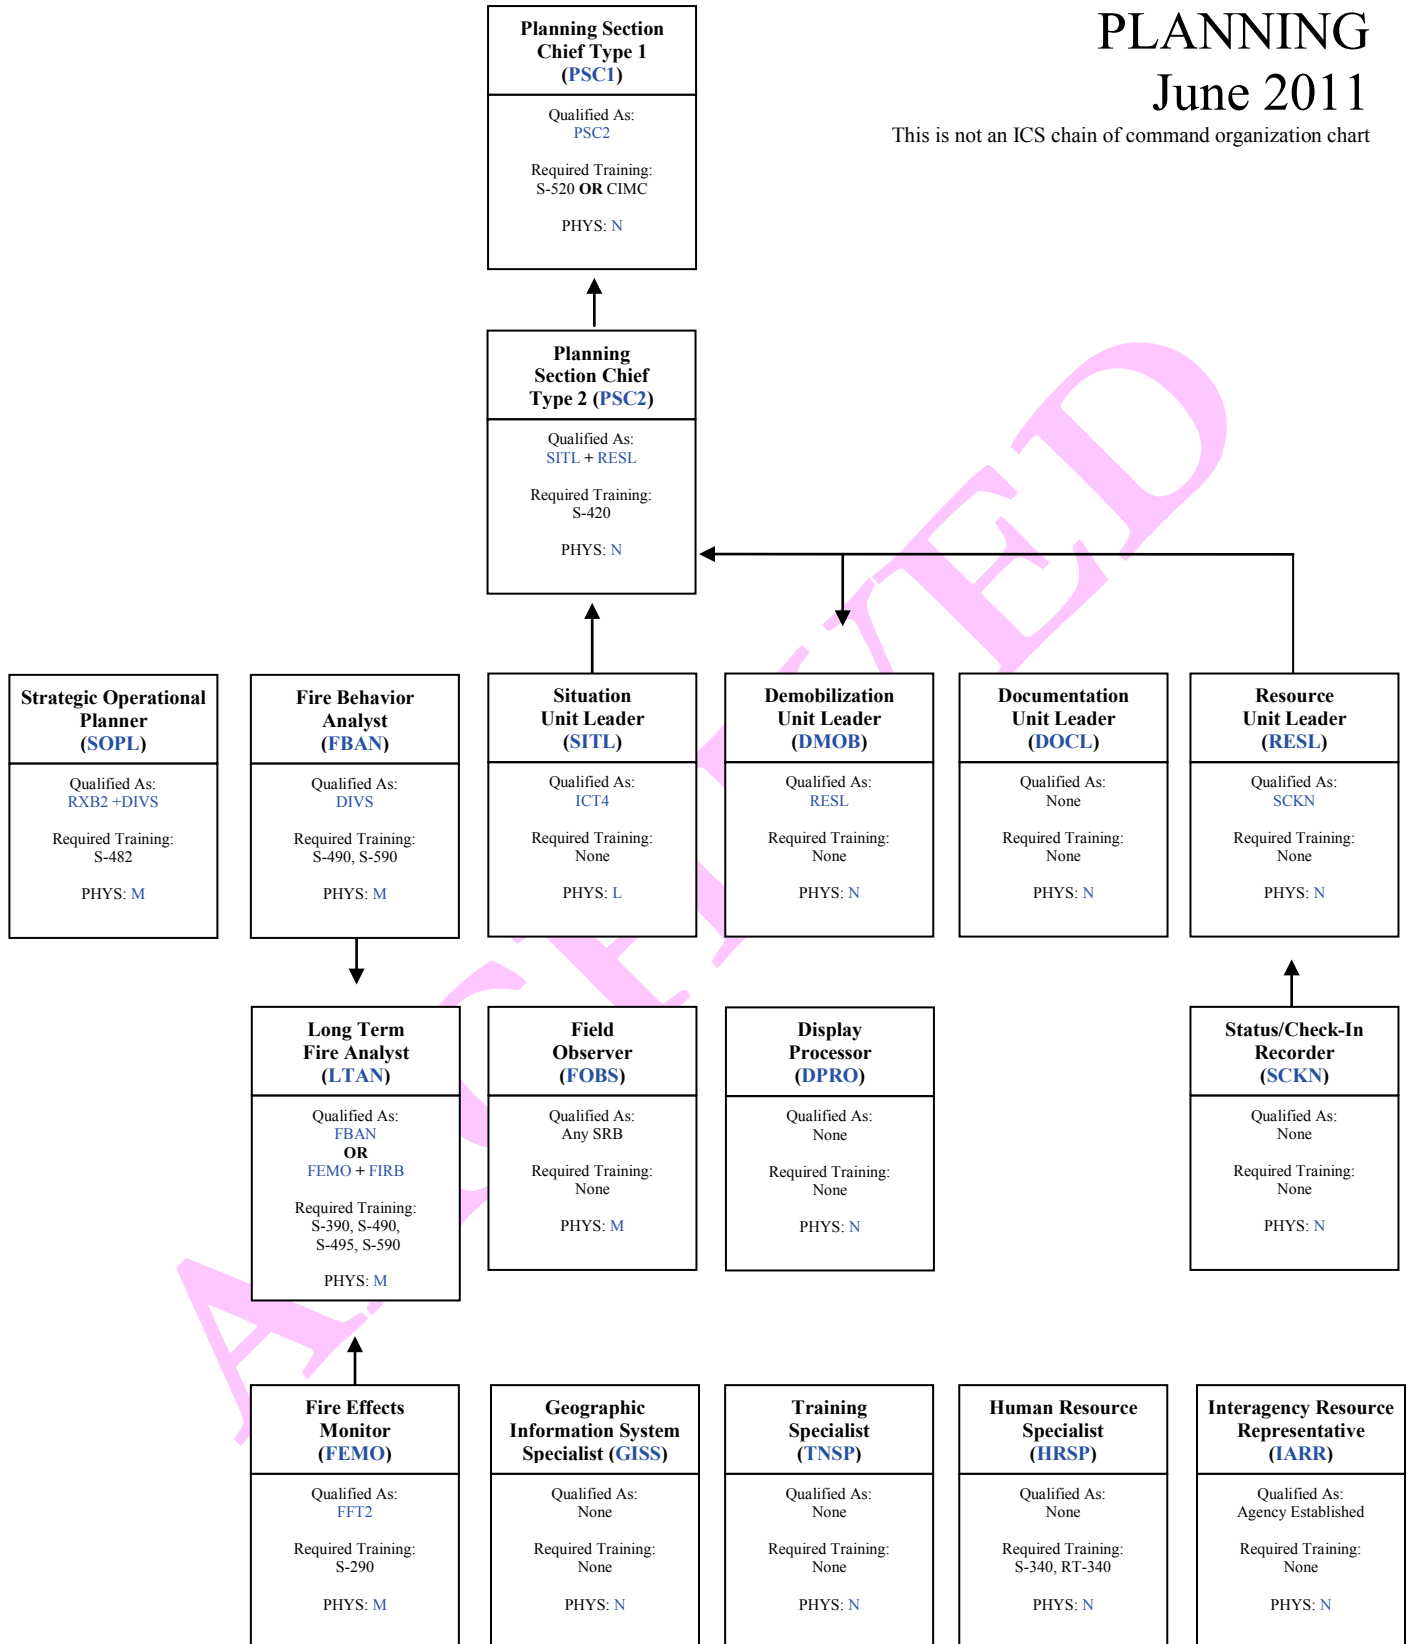 PLANNING
June 2011
This is not an ICS chain of command organization chart
Planning Section
Chief Type 1
(PSC1)
Qualified As:
PSC2
Required Training:
S-520 OR CIMC
PHYS: N
Planning
Section Chief
Type 2 (PSC2)
Qualified As:
SITL + RESL
Required Training:
S-420
PHYS: N
Strategic Operational
Planner
(SOPL)
Qualified As:
RXB2 +DIVS
Required Training:
S-482
PHYS: M
Fire Behavior
Analyst
(FBAN)
Qualified As:
DIVS
Required Training:
S-490, S-590
PHYS: M
Situation
Unit Leader
(SITL)
Qualified As:
ICT4
Required Training:
None
PHYS: L
Demobilization
Unit Leader
(DMOB)
Qualified As:
RESL
Required Training:
None
PHYS: N
Documentation
Unit Leader
(DOCL)
Qualified As:
None
Required Training:
None
PHYS: N
Resource
Unit Leader
(RESL)
Qualified As:
SCKN
Required Training:
None
PHYS: N
Long Term
Fire Analyst
(LTAN)
Qualified As:
FBAN
OR
FEMO + FIRB
Required Training:
S-390, S-490,
S-495, S-590
PHYS: M
Field
Observer
(FOBS)
Qualified As:
Any SRB
Required Training:
None
PHYS: M
Display
Processor
(DPRO)
Qualified As:
None
Required Training:
None
PHYS: N
Status/Check-In
Recorder
(SCKN)
Qualified As:
None
Required Training:
None
PHYS: N
Fire Effects
Monitor
(FEMO)
Qualified As:
FFT2
Required Training:
S-290
PHYS: M
Geographic
Information System
Specialist (GISS)
Qualified As:
None
Required Training:
None
PHYS: N
Training
Specialist
(TNSP)
Qualified As:
None
Required Training:
None
PHYS: N
Human Resource
Specialist
(HRSP)
Qualified As:
None
Required Training:
S-340, RT-340
PHYS: N
Interagency Resource
Representative
(IARR)
Qualified As:
Agency Established
Required Training:
None
PHYS: N
ARCHIVED